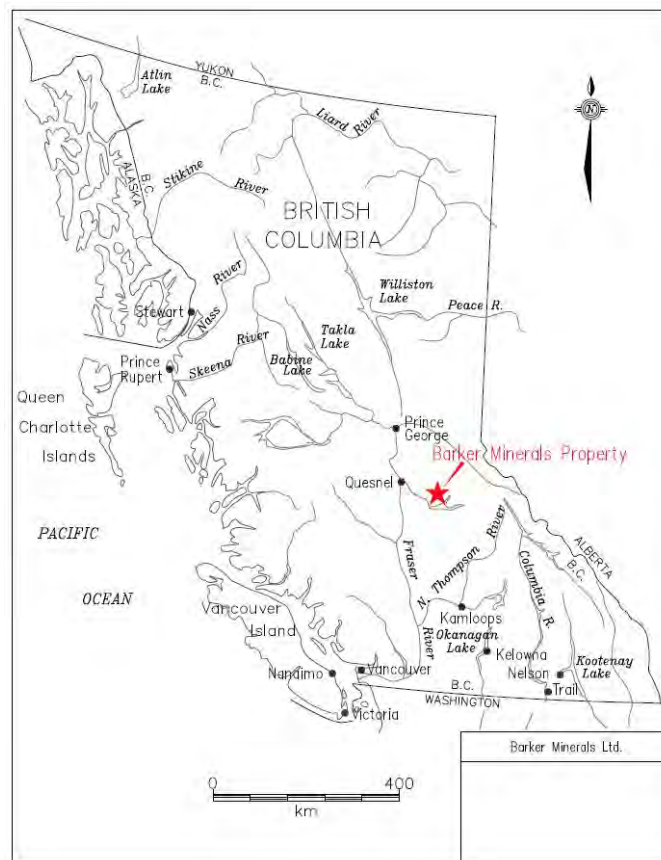 YUKON
B.C.
Atlin
Lake
Liard River
N
ALASKA
B.C.
Stikine River
BRITISH
COLUMBIA
Williston
Lake
Peace R.
Stewart
Nass River
Takla
Lake
Prince
Rupert
Skeena River
Babine
Lake
Queen
Charlotte
Islands
Prince
George
Barker Minerals Property
Quesnel
PACIFIC
OCEAN
Fraser River
N. Thompson River
Columbia R.
ALBERTA
B.C.
Vancouver
Island
Kamloops
Okanagan
Lake
Kelowna
Nelson
Kootenay
Lake
Nanaimo
Vancouver
Trail
B.C.
WASHINGTON
Victoria
Barker Minerals Ltd.
0 400
km